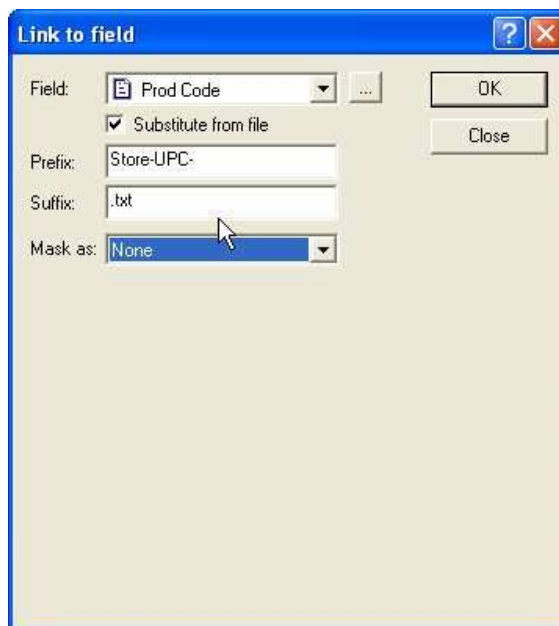 Link to field
Field: Prod Code ... OK
Substitute from file
Close
Prefix: Store-UPC-
Suffix: .txt
Mask as: None